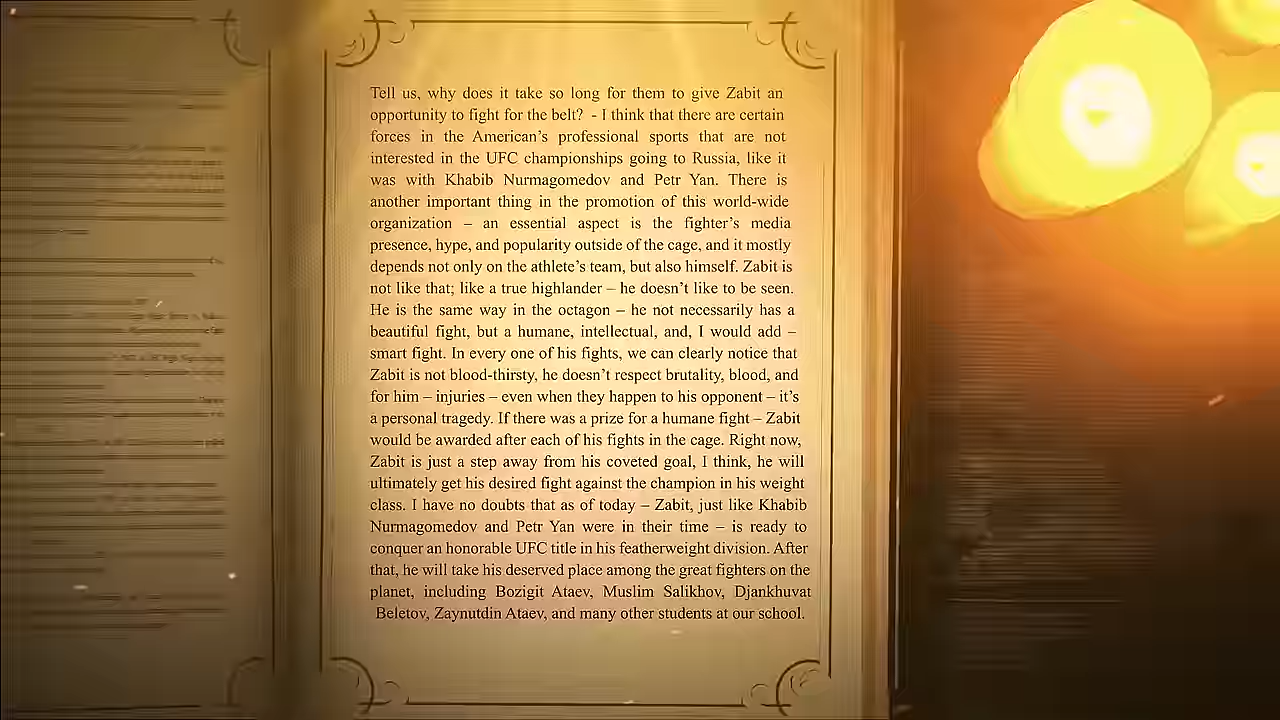 Tell us, why does it take so long for them to give Zabit an
opportunity to fight for the belt?  - I think that there are certain
forces in the American’s professional sports that are not
interested in the UFC championships going to Russia, like it
was with Khabib Nurmagomedov and Petr Yan. There is
another important thing in the promotion of this world-wide
organization – an essential aspect is the fighter’s media
presence, hype, and popularity outside of the cage, and it mostly
depends not only on the athlete’s team, but also himself. Zabit is
not like that; like a true highlander – he doesn’t like to be seen.
He is the same way in the octagon – he not necessarily has a
beautiful fight, but a humane, intellectual, and, I would add –
smart fight. In every one of his fights, we can clearly notice that
Zabit is not blood-thirsty, he doesn’t respect brutality, blood, and
for him – injuries – even when they happen to his opponent – it’s
a personal tragedy. If there was a prize for a humane fight – Zabit
would be awarded after each of his fights in the cage. Right now,
Zabit is just a step away from his coveted goal, I think, he will
ultimately get his desired fight against the champion in his weight
class. I have no doubts that as of today – Zabit, just like Khabib
Nurmagomedov and Petr Yan were in their time – is ready to
conquer an honorable UFC title in his featherweight division. After
that, he will take his deserved place among the great fighters on the
planet, including Bozigit Ataev, Muslim Salikhov, Djankhuvat
Beletov, Zaynutdin Ataev, and many other students at our school.